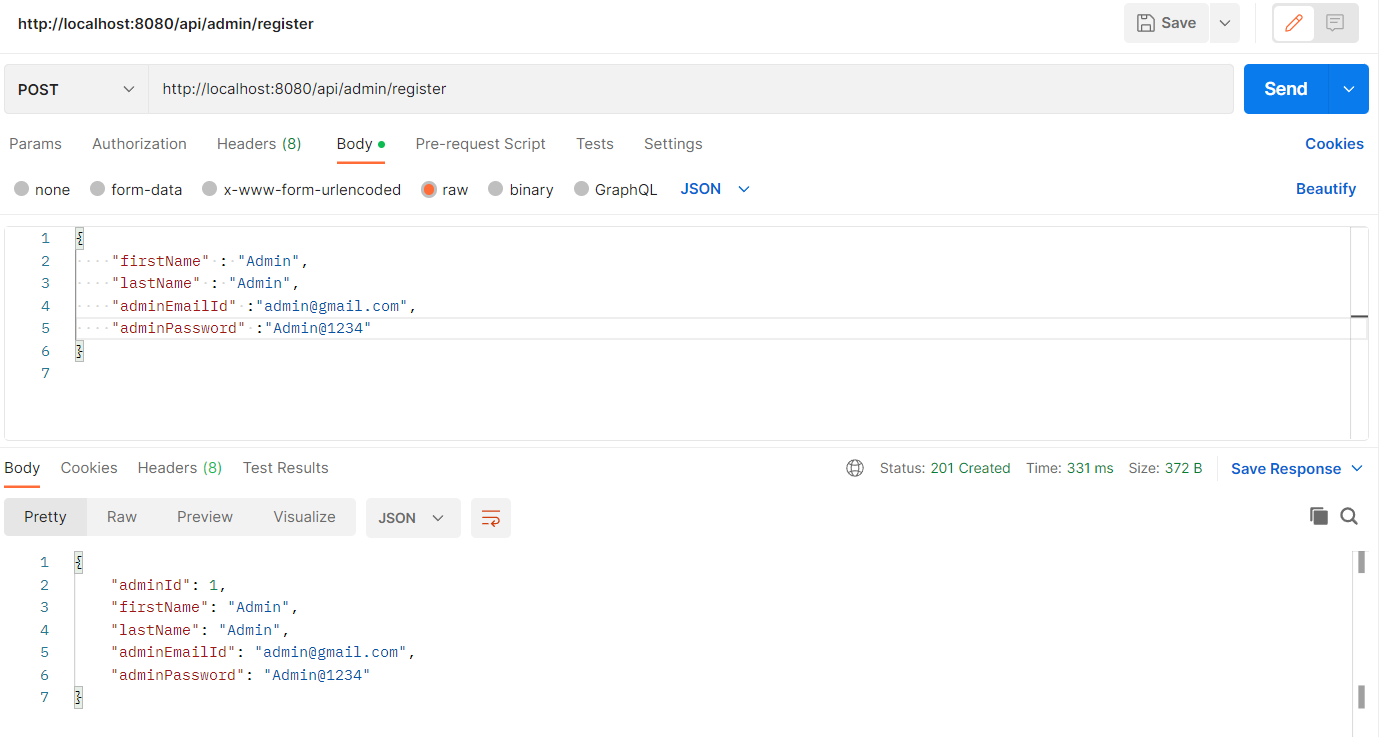 http://localhost:8080/api/admin/register Save
POST http://localhost:8080/api/admin/register Send
Params Authorization Headers (8) Body Pre-request Script Tests Settings Cookies
none form-data x-www-form-urlencoded raw binary GraphQL JSON Beautify
1 {
2 "firstName" : "Admin",
3 "lastName" : "Admin",
4 "adminEmailId" :"admin@gmail.com",
5 "adminPassword" :"Admin@1234"
6 }
7
Body Cookies Headers (8) Test Results Status: 201 Created Time: 331 ms Size: 372 B Save Response
Pretty Raw Preview Visualize JSON
1 {
2 "adminId": 1,
3 "firstName": "Admin",
4 "lastName": "Admin",
5 "adminEmailId": "admin@gmail.com",
6 "adminPassword": "Admin@1234"
7 }